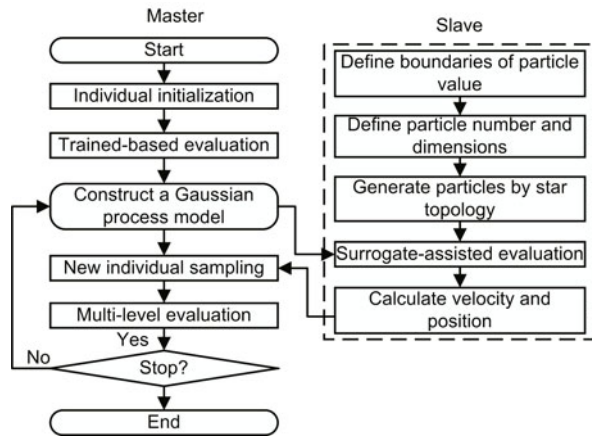 Master
Start
Individual initialization
Trained-based evaluation
Construct a Gaussian
process model
New individual sampling
Multi-level evaluation
Yes
No
Stop?
End
Slave
Define boundaries of particle
value
Define particle number and
dimensions
Generate particles by star
topology
Surrogate-assisted evaluation
Calculate velocity and
position